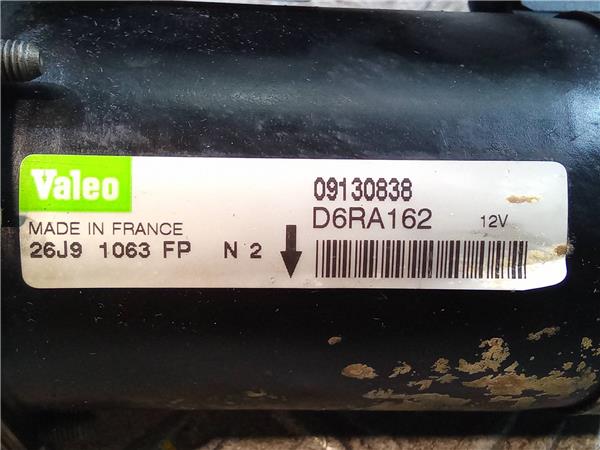 Valeo
09130838
MADE IN FRANCE
D6RA162 12V
26J9 1063 FP N 2